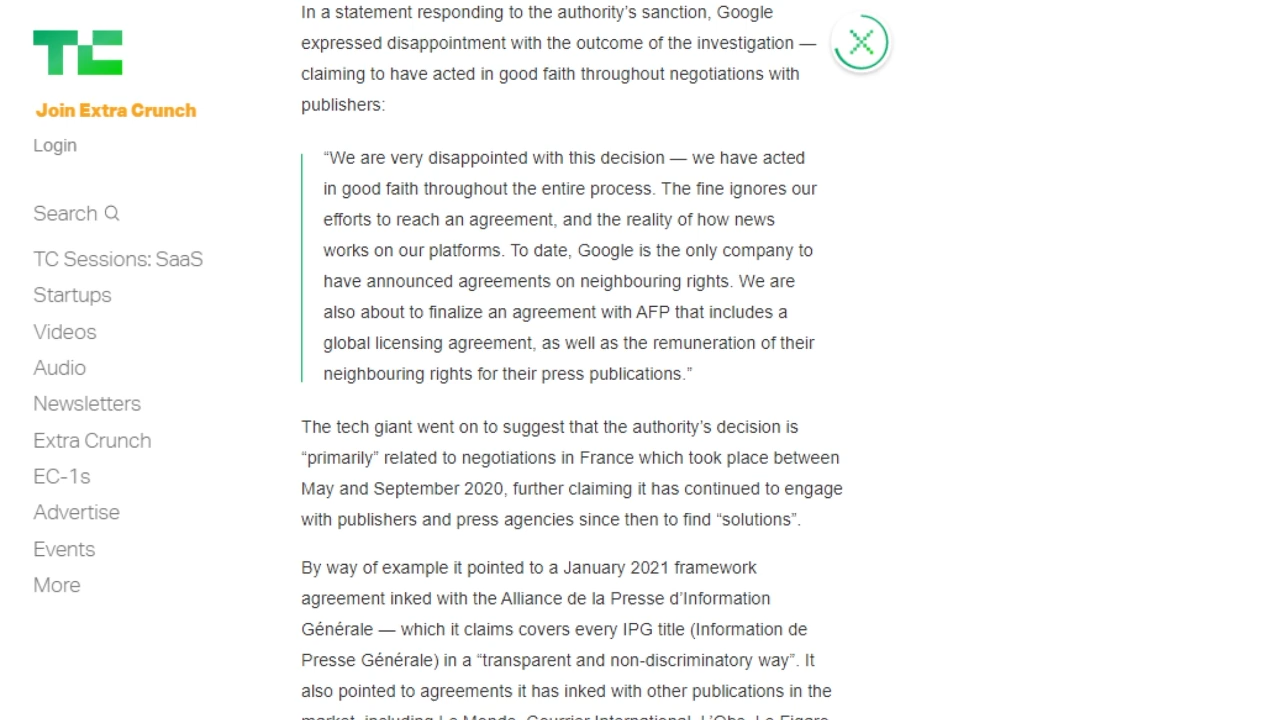 TC
Join Extra Crunch
Login
Search
TC Sessions: SaaS
Startups
Videos
Audio
Newsletters
Extra Crunch
EC-1s
Advertise
Events
More
In a statement responding to the authority’s sanction, Google
expressed disappointment with the outcome of the investigation —
claiming to have acted in good faith throughout negotiations with
publishers:
“We are very disappointed with this decision — we have acted
in good faith throughout the entire process. The fine ignores our
efforts to reach an agreement, and the reality of how news
works on our platforms. To date, Google is the only company to
have announced agreements on neighbouring rights. We are
also about to finalize an agreement with AFP that includes a
global licensing agreement, as well as the remuneration of their
neighbouring rights for their press publications.”
The tech giant went on to suggest that the authority’s decision is
“primarily” related to negotiations in France which took place between
May and September 2020, further claiming it has continued to engage
with publishers and press agencies since then to find “solutions”.
By way of example it pointed to a January 2021 framework
agreement inked with the Alliance de la Presse d’Information
Générale — which it claims covers every IPG title (Information de
Presse Générale) in a “transparent and non-discriminatory way”. It
also pointed to agreements it has inked with other publications in the
market, including Le Monde, Courrier International, L’Obs, Le Figaro